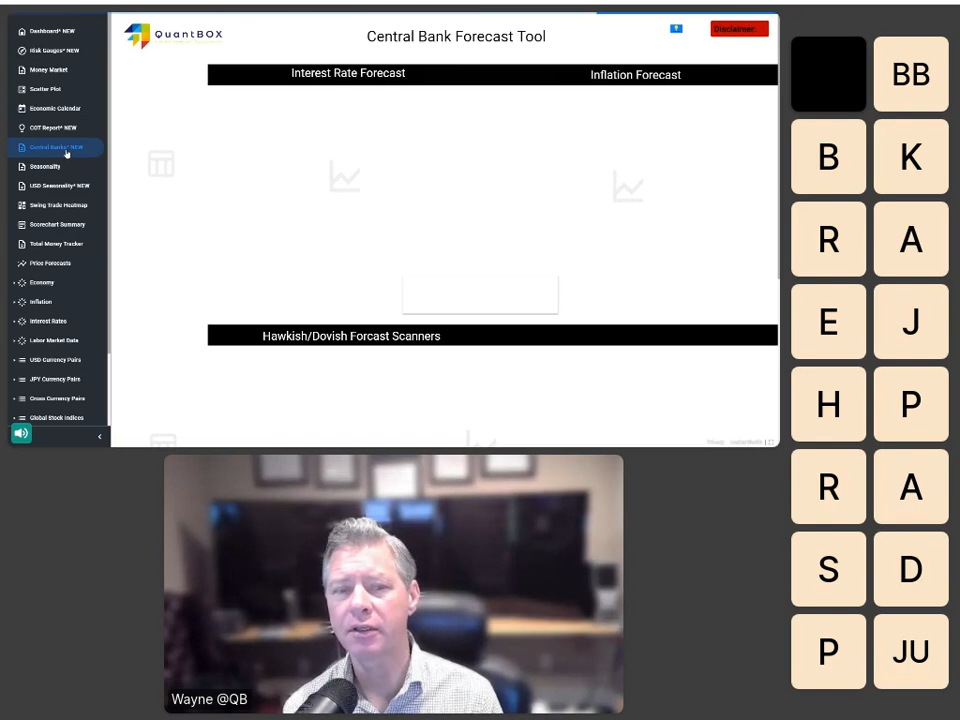 Dashboard* NEW
Risk Gauges* NEW
Money Market
Scatter Plot
Economic Calendar
COT Report* NEW
Central Banks* NEW
Seasonality
USD Seasonality* NEW
Swing Trade Heatmap
Scorechart Summary
Total Money Tracker
Price Forecasts
Economy
Inflation
Interest Rates
Labor Market Data
USD Currency Pairs
JPY Currency Pairs
Cross Currency Pairs
Global Stock Indices
QuantBOX
Central Bank Forecast Tool
Disclaimer:
Interest Rate Forecast
Inflation Forecast
Hawkish/Dovish Forcast Scanners
Wayne @QB
BB
B
K
R
A
E
J
H
P
R
A
S
D
P
JU